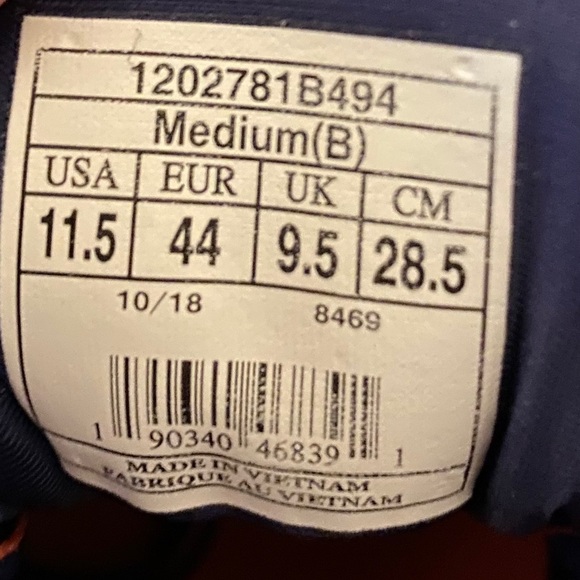 1202781B494
Medium(B)
USA EUR UK CM
11.5 44 9.5 28.5
10/18 8469
1 90340 46839 1
MADE IN VIETNAM
FABRIQUE AU VIETNAM